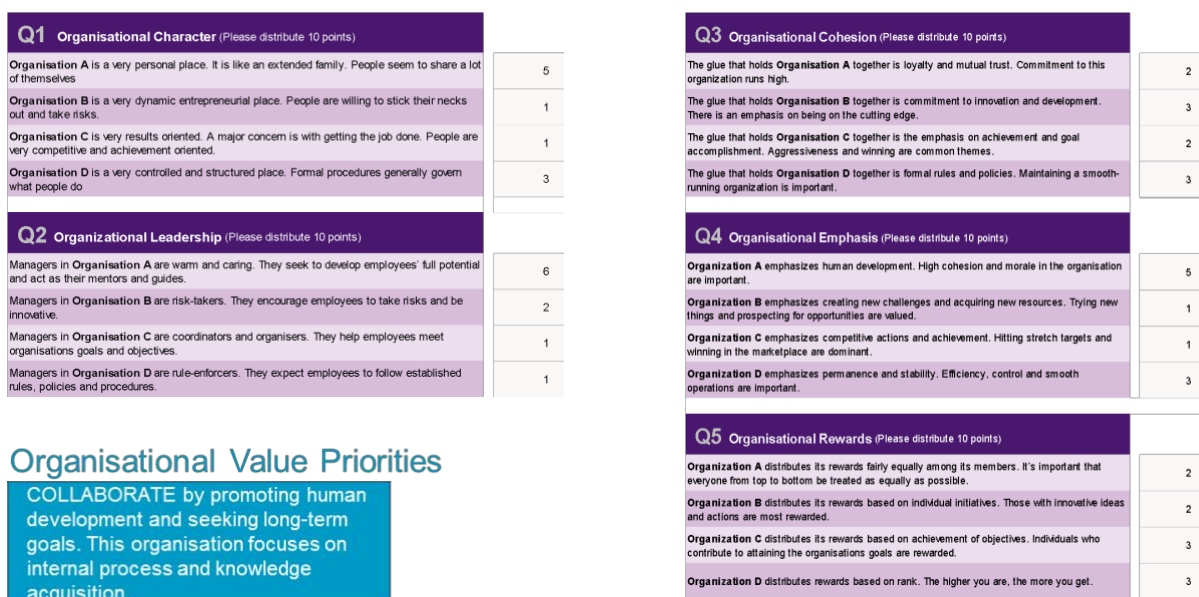 Q1 Organisational Character (Please distribute 10 points)
Organisation A is a very personal place. It is like an extended family. People seem to share a lot
of themselves
5
Organisation B is a very dynamic entrepreneurial place. People are willing to stick their necks
out and take risks.
1
Organisation C is very results oriented. A major concern is with getting the job done. People are
very competitive and achievement oriented.
1
Organisation D is a very controlled and structured place. Formal procedures generally govern
what people do
3
Q2 Organizational Leadership (Please distribute 10 points)
Managers in Organisation A are warm and caring. They seek to develop employees' full potential
and act as their mentors and guides.
6
Managers in Organisation B are risk-takers. They encourage employees to take risks and be
innovative.
2
Managers in Organisation C are coordinators and organisers. They help employees meet
organisations goals and objectives.
1
Managers in Organisation D are rule-enforcers. They expect employees to follow established
rules, policies and procedures.
1
Organisational Value Priorities
COLLABORATE by promoting human
development and seeking long-term
goals. This organisation focuses on
internal process and knowledge
acquisition
Q3 Organisational Cohesion (Please distribute 10 points)
The glue that holds Organisation A together is loyalty and mutual trust. Commitment to this
organization runs high.
2
The glue that holds Organisation B together is commitment to innovation and development.
There is an emphasis on being on the cutting edge.
3
The glue that holds Organisation C together is the emphasis on achievement and goal
accomplishment. Aggressiveness and winning are common themes.
2
The glue that holds Organisation D together is formal rules and policies. Maintaining a smooth-
running organization is important.
3
Q4 Organisational Emphasis (Please distribute 10 points)
Organization A emphasizes human development. High cohesion and morale in the organisation
are important.
5
Organization B emphasizes creating new challenges and acquiring new resources. Trying new
things and prospecting for opportunities are valued.
1
Organization C emphasizes competitive actions and achievement. Hitting stretch targets and
winning in the marketplace are dominant.
1
Organization D emphasizes permanence and stability. Efficiency, control and smooth
operations are important.
3
Q5 Organisational Rewards (Please distribute 10 points)
Organization A distributes its rewards fairly equally among its members. It's important that
everyone from top to bottom be treated as equally as possible.
2
Organization B distributes its rewards based on individual initiatives. Those with innovative ideas
and actions are most rewarded.
2
Organization C distributes its rewards based on achievement of objectives. Individuals who
contribute to attaining the organisations goals are rewarded.
3
Organization D distributes rewards based on rank. The higher you are, the more you get.
3